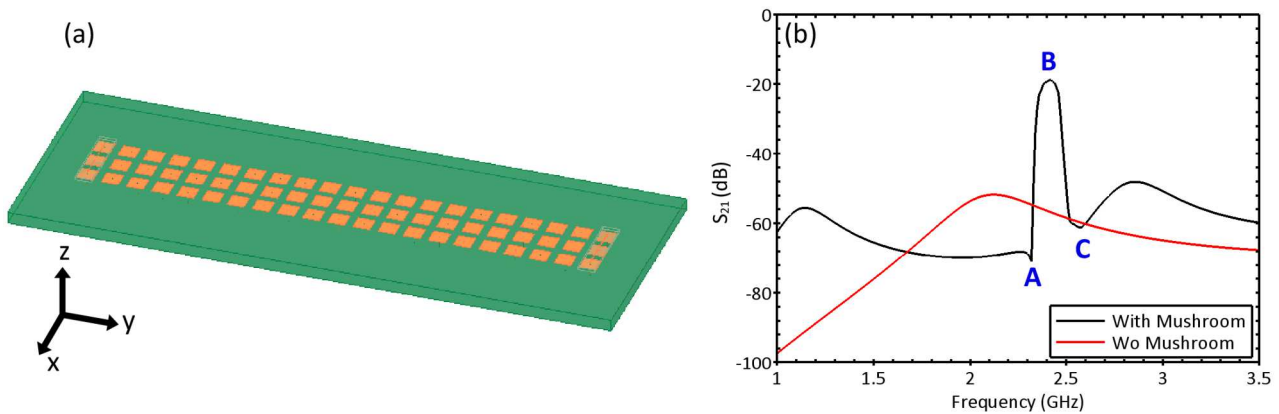 (a)
z
y
x
(b)
0
-20
-40
-60
-80
-100
S21 (dB)
B
A
C
With Mushroom
Wo Mushroom
1
1.5
2
2.5
3
3.5
Frequency (GHz)